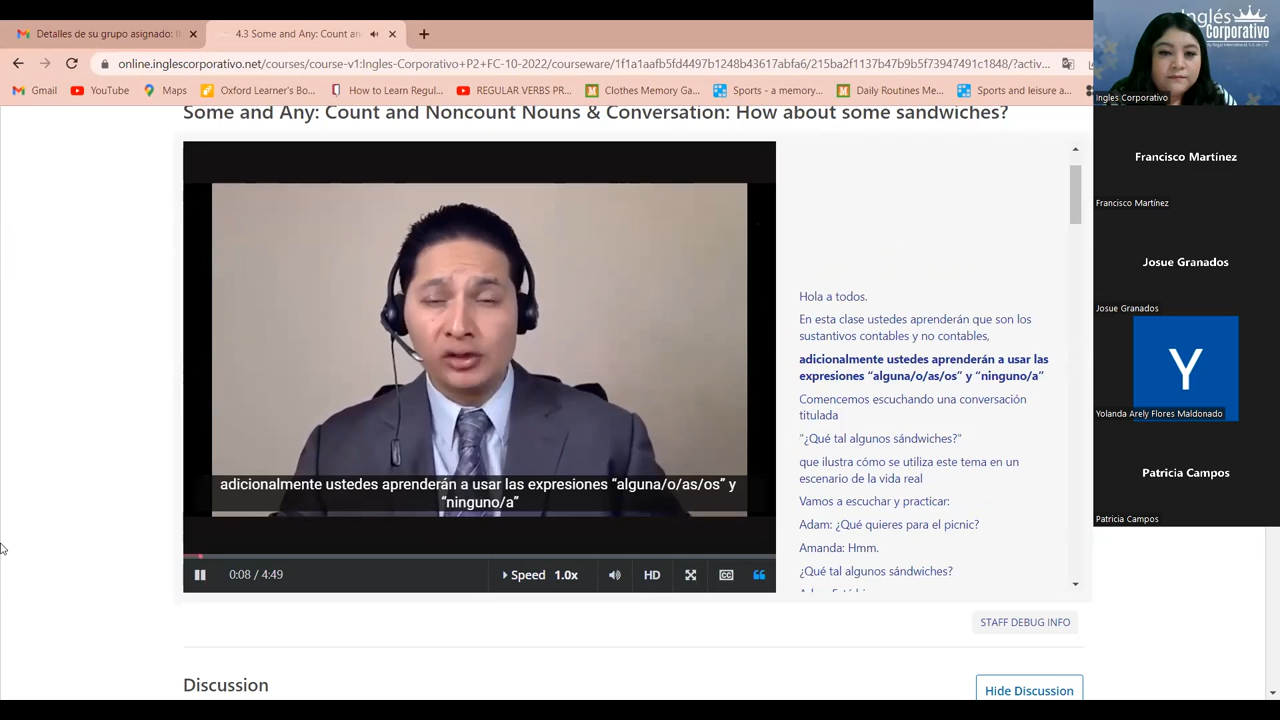 Detalles de su grupo asignado: I
4.3 Some and Any: Count an
online.inglescorporativo.net/courses/course-v1:Ingles-Corporativo+P2+FC-10-2022/courseware/1f1a1aafb5fd4497b1248b43617abfa6/215ba2f1137b47b9b5f73947491c1848/?activ...
Gmail
YouTube
Maps
Oxford Learner's Bo...
How to Learn Regul...
REGULAR VERBS PR...
Clothes Memory Ga...
Sports - a memory...
Daily Routines Me...
Sports and leisure a...
Some and Any: Count and Noncount Nouns & Conversation: How about some sandwiches?
adicionalmente ustedes aprenderán a usar las expresiones “alguna/o/as/os” y
“ninguno/a”
0:08 / 4:49
Speed 1.0x
HD
CC
Hola a todos.
En esta clase ustedes aprenderán que son los
sustantivos contables y no contables,
adicionalmente ustedes aprenderán a usar las
expresiones “alguna/o/as/os” y “ninguno/a”
Comencemos escuchando una conversación
titulada
"¿Qué tal algunos sándwiches?"
que ilustra cómo se utiliza este tema en un
escenario de la vida real
Vamos a escuchar y practicar:
Adam: ¿Qué quieres para el picnic?
Amanda: Hmm.
¿Qué tal algunos sándwiches?
STAFF DEBUG INFO
Discussion
Hide Discussion
Inglés
Corporativo
Ingles Corporativo
Francisco Martínez
Francisco Martínez
Josue Granados
Josue Granados
Y
Yolanda Arely Flores Maldonado
Patricia Campos
Patricia Campos